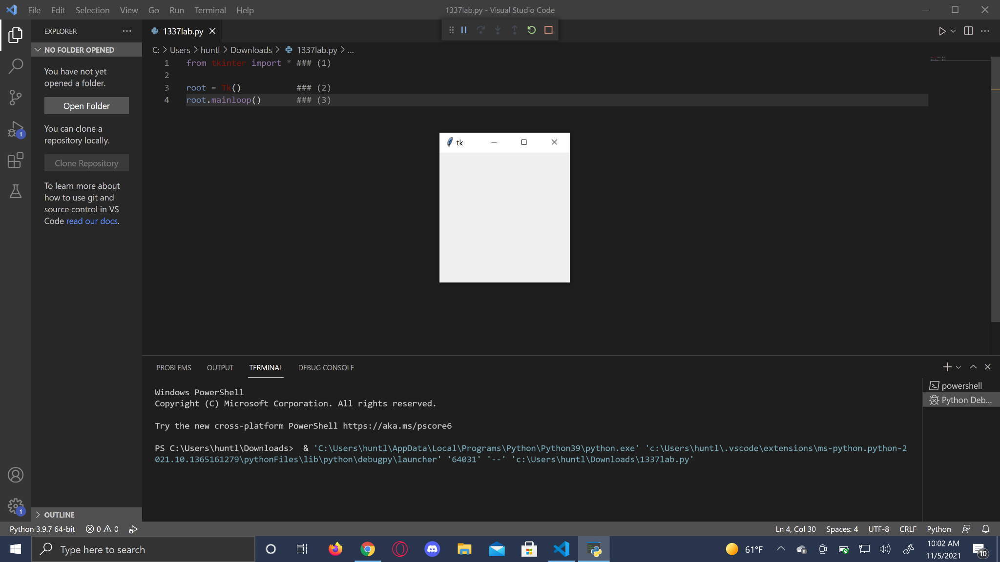 File Edit Selection View Go Run Terminal Help
1337lab.py - Visual Studio Code
EXPLORER
1337lab.py
NO FOLDER OPENED
C: > Users > huntl > Downloads > 1337lab.py > ...
You have not yet
opened a folder.
Open Folder
You can clone a
repository locally.
Clone Repository
To learn more about
how to use git and
source control in VS
Code read our docs.
1 from tkinter import * ### (1)
2
3 root = Tk() ### (2)
4 root.mainloop() ### (3)
tk
PROBLEMS OUTPUT TERMINAL DEBUG CONSOLE
Windows PowerShell
Copyright (C) Microsoft Corporation. All rights reserved.
Try the new cross-platform PowerShell https://aka.ms/pscore6
PS C:\Users\huntl\Downloads>  & 'C:\Users\huntl\AppData\Local\Programs\Python\Python39\python.exe' 'c:\Users\huntl\.vscode\extensions\ms-python.python-2
021.10.1365161279\pythonFiles\lib\python\debugpy\launcher' '64031' '--' 'c:\Users\huntl\Downloads\1337lab.py'
powershell
Python Deb...
1
1
OUTLINE
Python 3.9.7 64-bit 0 0
Ln 4, Col 30 Spaces: 4 UTF-8 CRLF Python
Type here to search
61°F
10:02 AM
11/5/2021
10